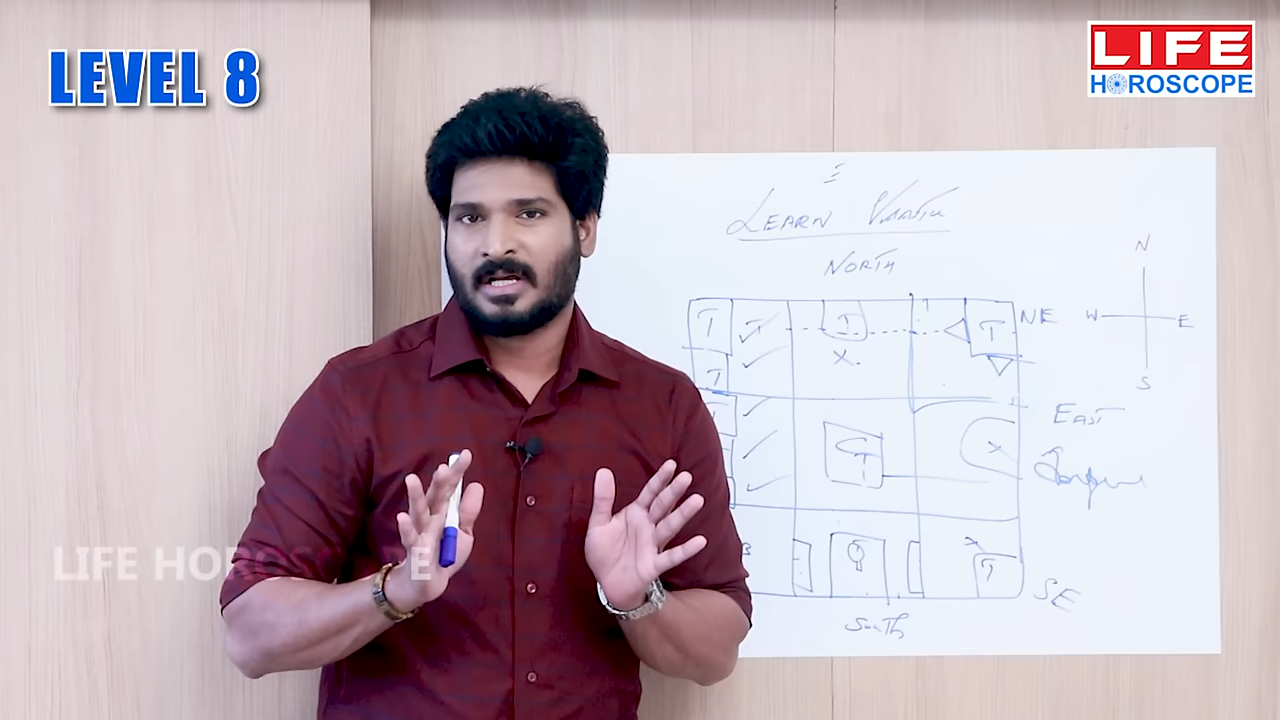 LEVEL 8
LIFE
HOROSCOPE
LEARN VAASTU
NORTH
N
W E
S
T T T NE
T
T
EAST
T
T
SE
South
LIFE HOROSCOPE